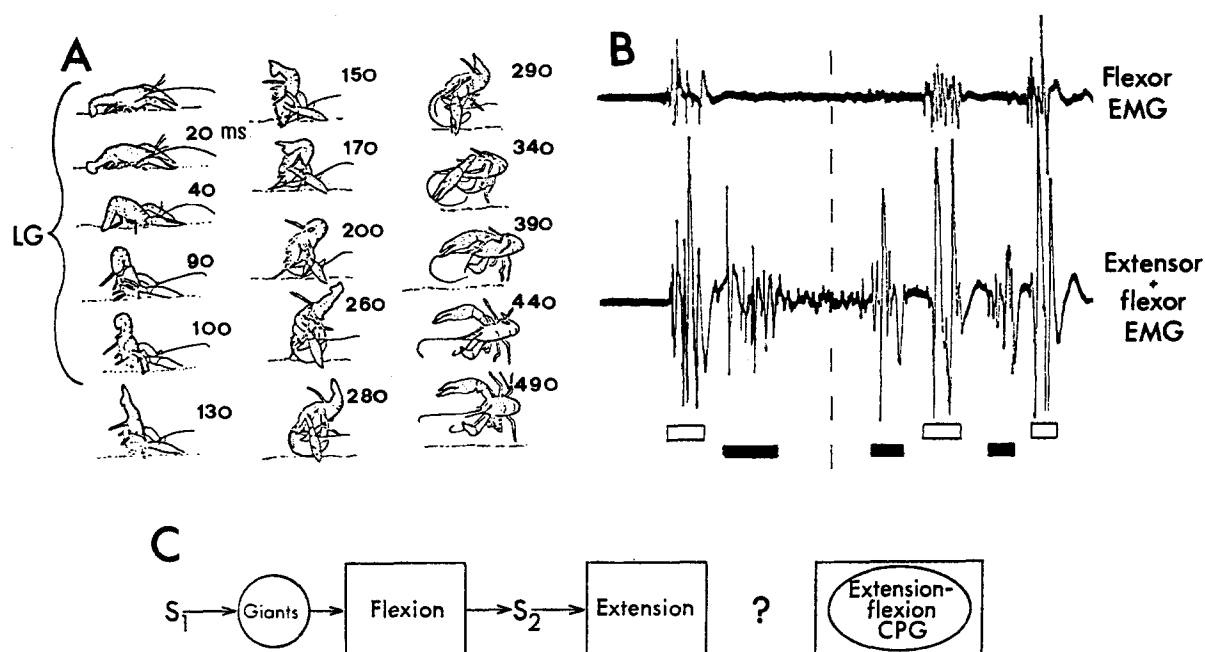 A
LG
20 ms
40
90
100
130
150
170
200
260
280
290
340
390
440
490
B
Flexor
EMG
Extensor
+
flexor
EMG
C
S1
Giants
Flexion
S2
Extension
?
Extension-
flexion
CPG